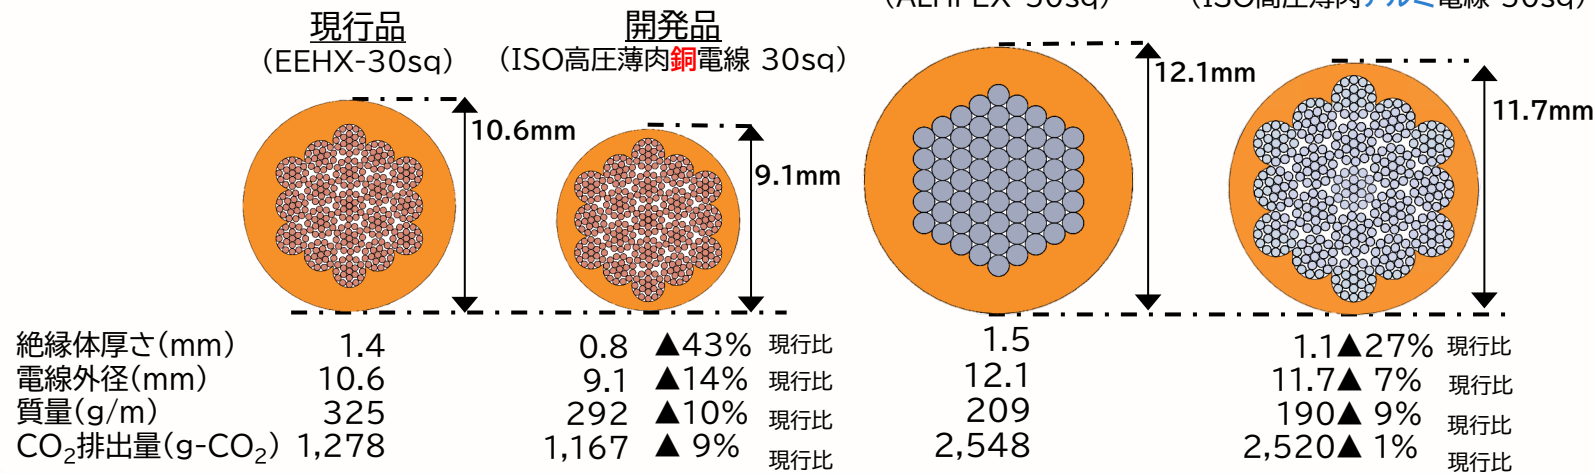 現行品
(EEHX-30sq)
開発品
(ISO高圧薄肉銅電線 30sq)
10.6mm
9.1mm
12.1mm
11.7mm
絶縁体厚さ(mm) 1.4 0.8 ▲43% 現行比 1.5 1.1▲27% 現行比
電線外径(mm) 10.6 9.1 ▲14% 現行比 12.1 11.7▲ 7% 現行比
質量(g/m) 325 292 ▲10% 現行比 209 190▲ 9% 現行比
CO₂排出量(g-CO₂) 1,278 1,167 ▲ 9% 現行比 2,548 2,520▲ 1% 現行比